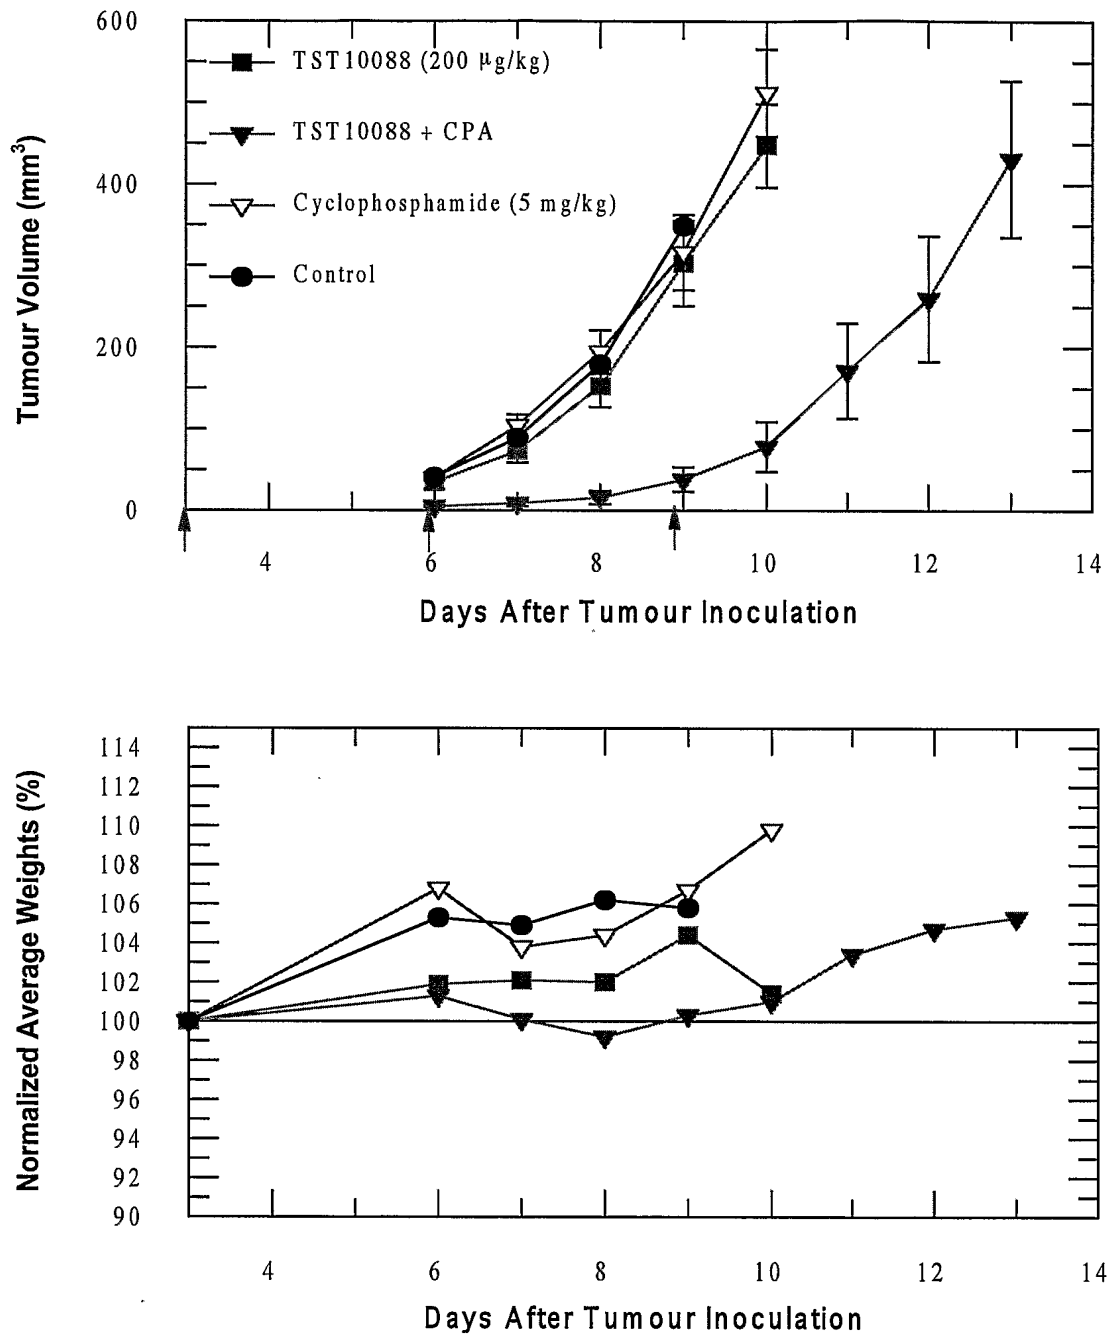 600
400
200
0
Tumour Volume (mm³)
TST10088 (200 µg/kg)
TST10088 + CPA
Cyclophosphamide (5 mg/kg)
Control
4 6 8 10 12 14
Days After Tumour Inoculation
114
112
110
108
106
104
102
100
98
96
94
92
90
Normalized Average Weights (%)
4 6 8 10 12 14
Days After Tumour Inoculation